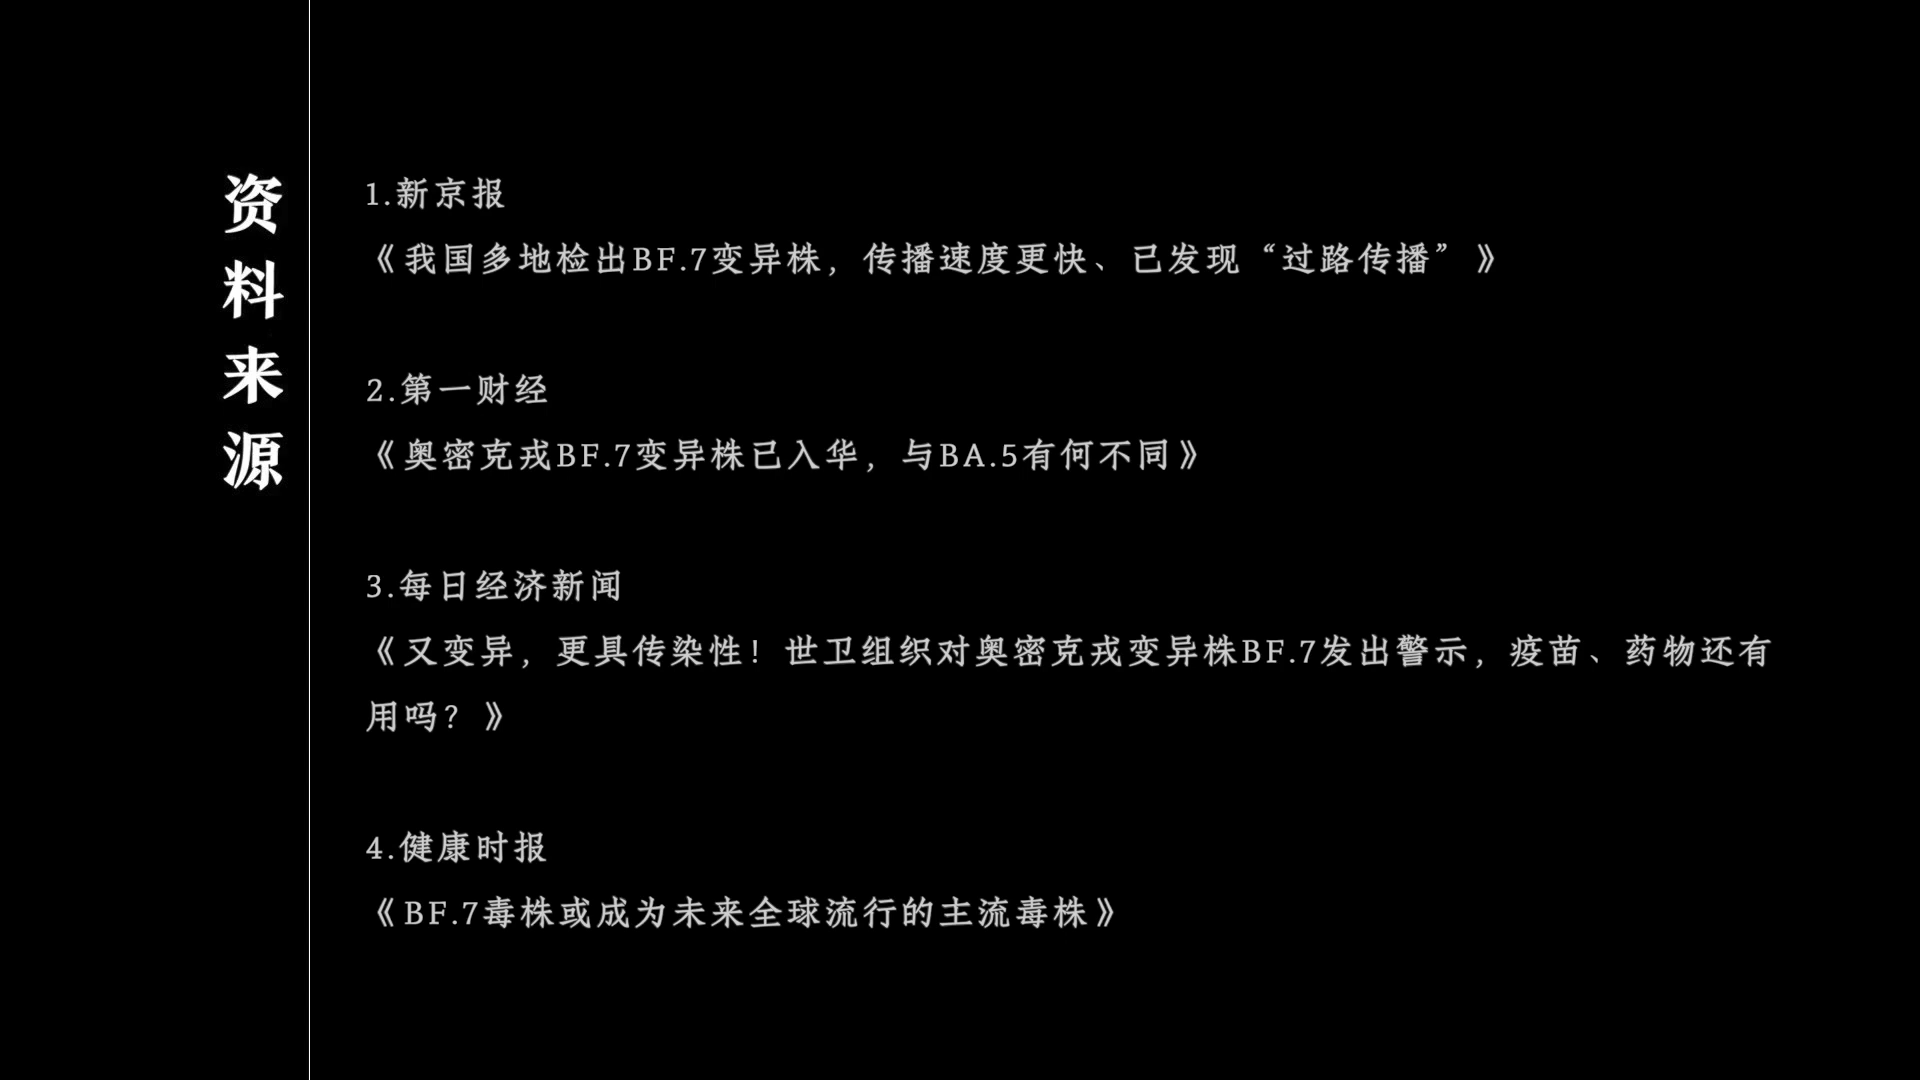 资料来源
1.新京报
《我国多地检出BF.7变异株，传播速度更快、已发现“过路传播”》
2.第一财经
《奥密克戎BF.7变异株已入华，与BA.5有何不同》
3.每日经济新闻
《又变异，更具传染性！世卫组织对奥密克戎变异株BF.7发出警示，疫苗、药物还有
用吗？》
4.健康时报
《BF.7毒株或成为未来全球流行的主流毒株》